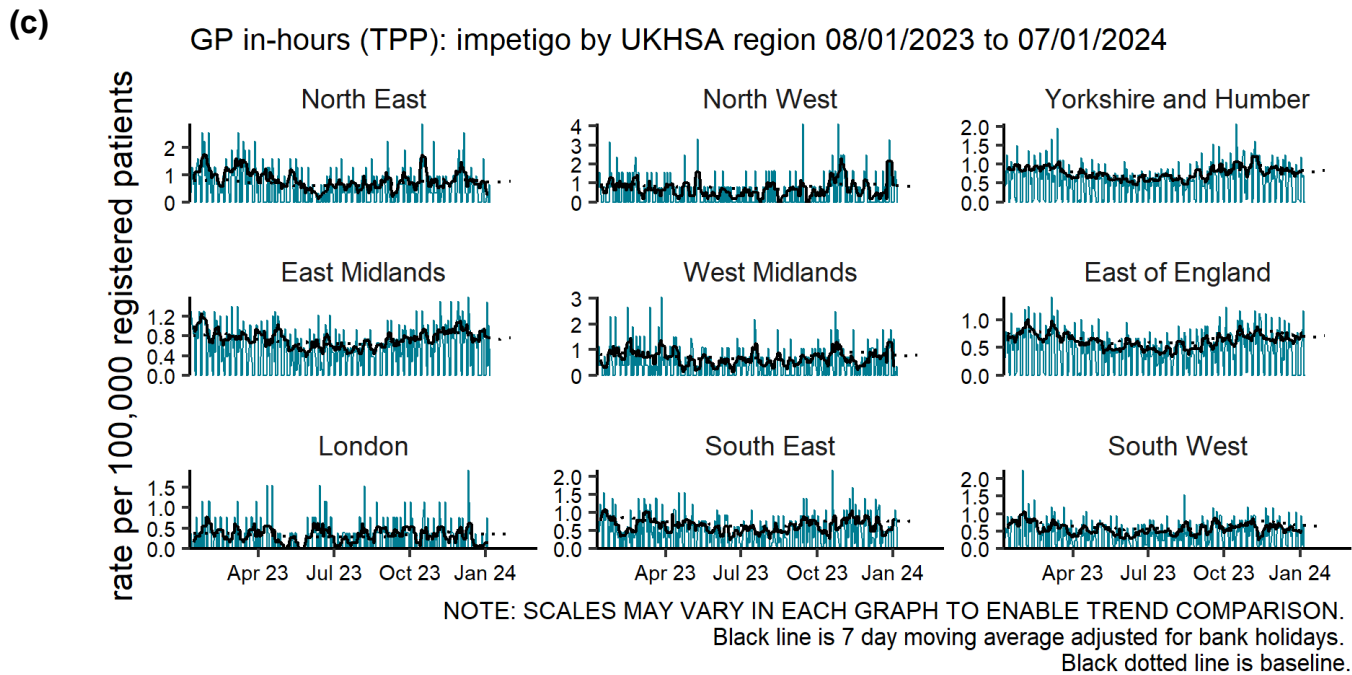 (c)
GP in-hours (TPP): impetigo by UKHSA region 08/01/2023 to 07/01/2024
rate per 100,000 registered patients
North East
2
1
0
North West
4
3
2
1
0
Yorkshire and Humber
2.0
1.5
1.0
0.5
0.0
East Midlands
1.2
0.8
0.4
0.0
West Midlands
3
2
1
0
East of England
1.0
0.5
0.0
London
1.5
1.0
0.5
0.0
Apr 23 Jul 23 Oct 23 Jan 24
South East
2.0
1.5
1.0
0.5
0.0
Apr 23 Jul 23 Oct 23 Jan 24
South West
2.0
1.5
1.0
0.5
0.0
Apr 23 Jul 23 Oct 23 Jan 24
NOTE: SCALES MAY VARY IN EACH GRAPH TO ENABLE TREND COMPARISON.
Black line is 7 day moving average adjusted for bank holidays.
Black dotted line is baseline.